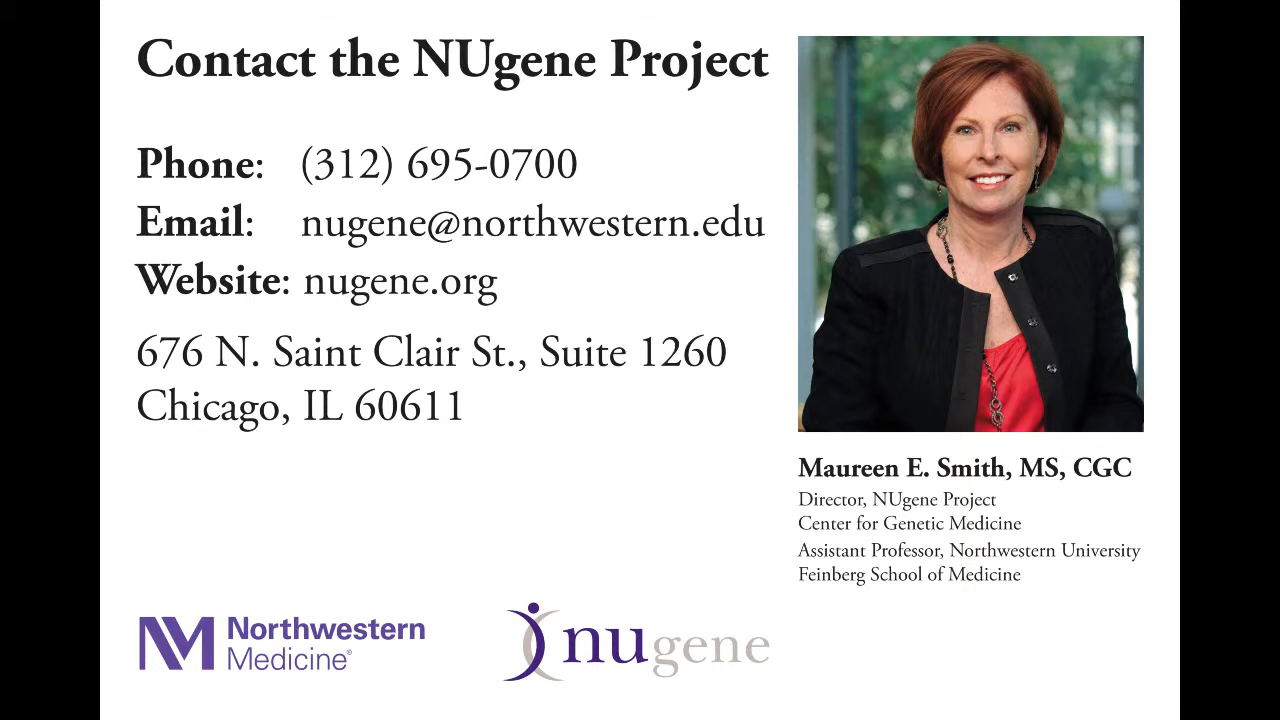 Contact the NUgene Project
Phone: (312) 695-0700
Email: nugene@northwestern.edu
Website: nugene.org
676 N. Saint Clair St., Suite 1260
Chicago, IL 60611
Maureen E. Smith, MS, CGC
Director, NUgene Project
Center for Genetic Medicine
Assistant Professor, Northwestern University
Feinberg School of Medicine
NM Northwestern
Medicine®
nugene